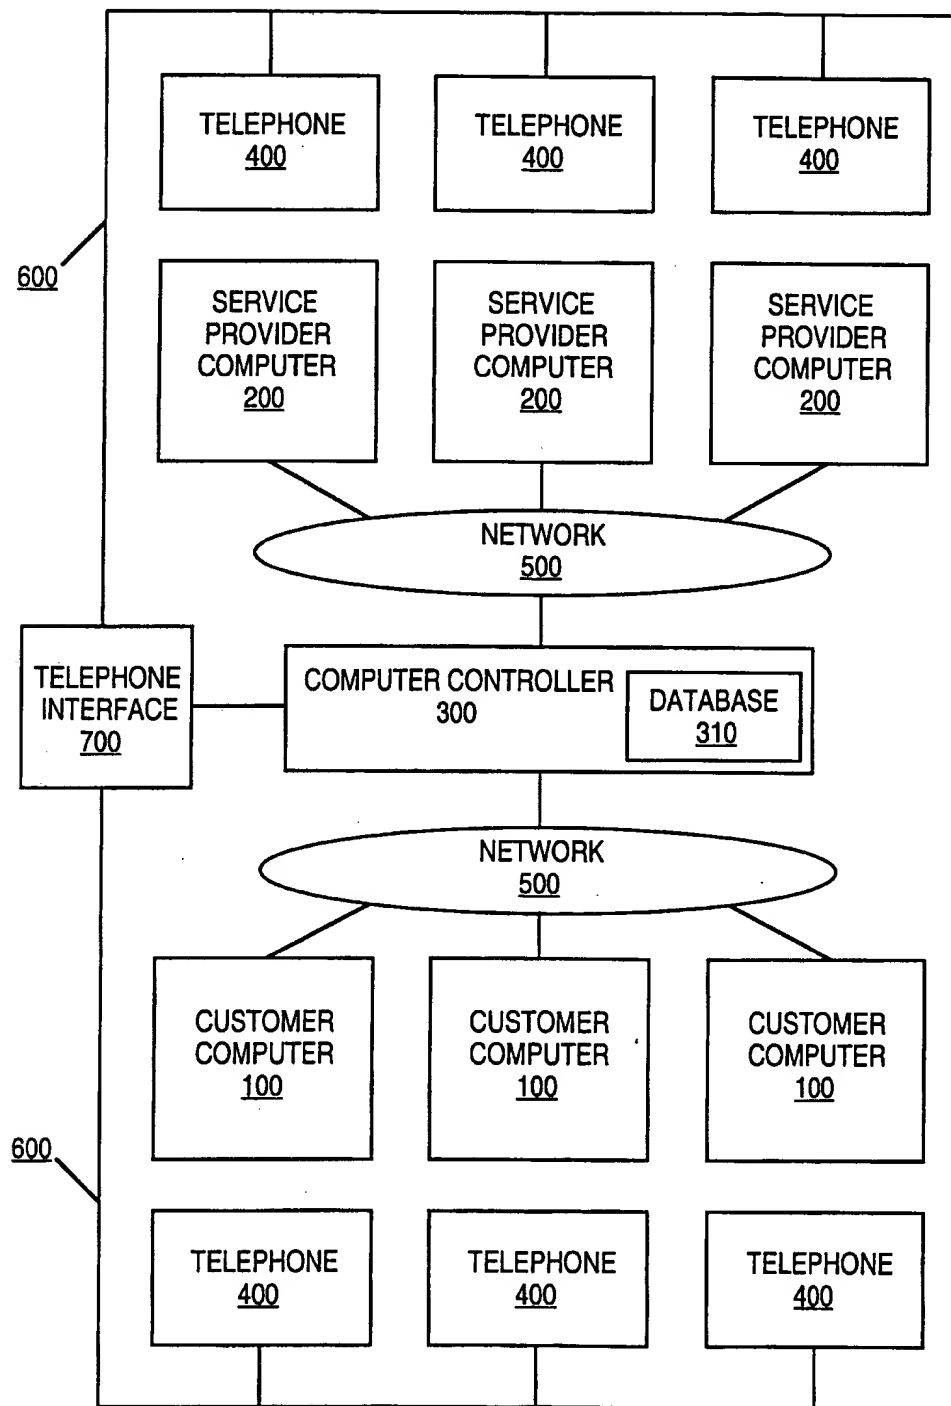 TELEPHONE
400
TELEPHONE
400
TELEPHONE
400
600
SERVICE
PROVIDER
COMPUTER
200
SERVICE
PROVIDER
COMPUTER
200
SERVICE
PROVIDER
COMPUTER
200
NETWORK
500
TELEPHONE
INTERFACE
700
COMPUTER CONTROLLER
300
DATABASE
310
NETWORK
500
CUSTOMER
COMPUTER
100
CUSTOMER
COMPUTER
100
CUSTOMER
COMPUTER
100
600
TELEPHONE
400
TELEPHONE
400
TELEPHONE
400